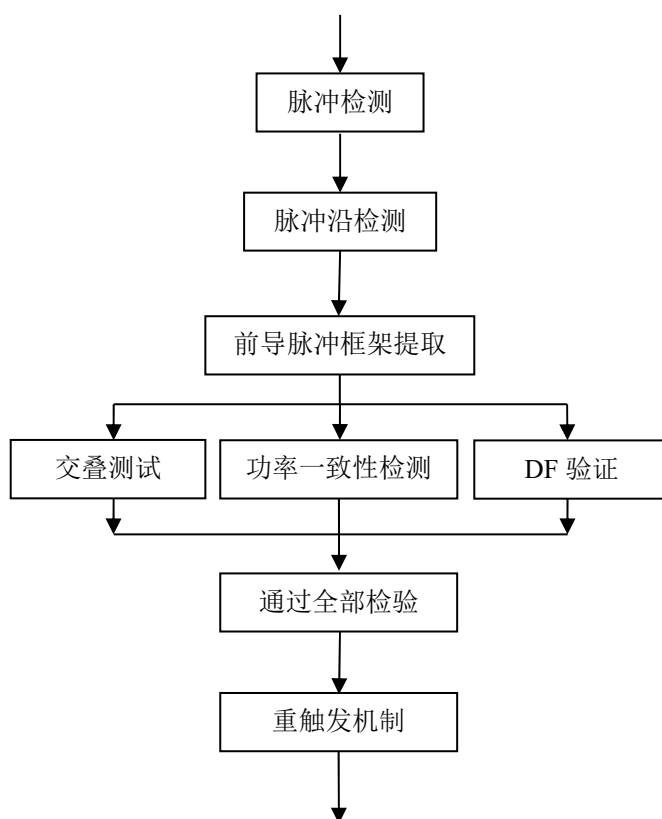 脉冲检测
脉冲沿检测
前导脉冲框架提取
交叠测试
功率一致性检测
DF 验证
通过全部检验
重触发机制